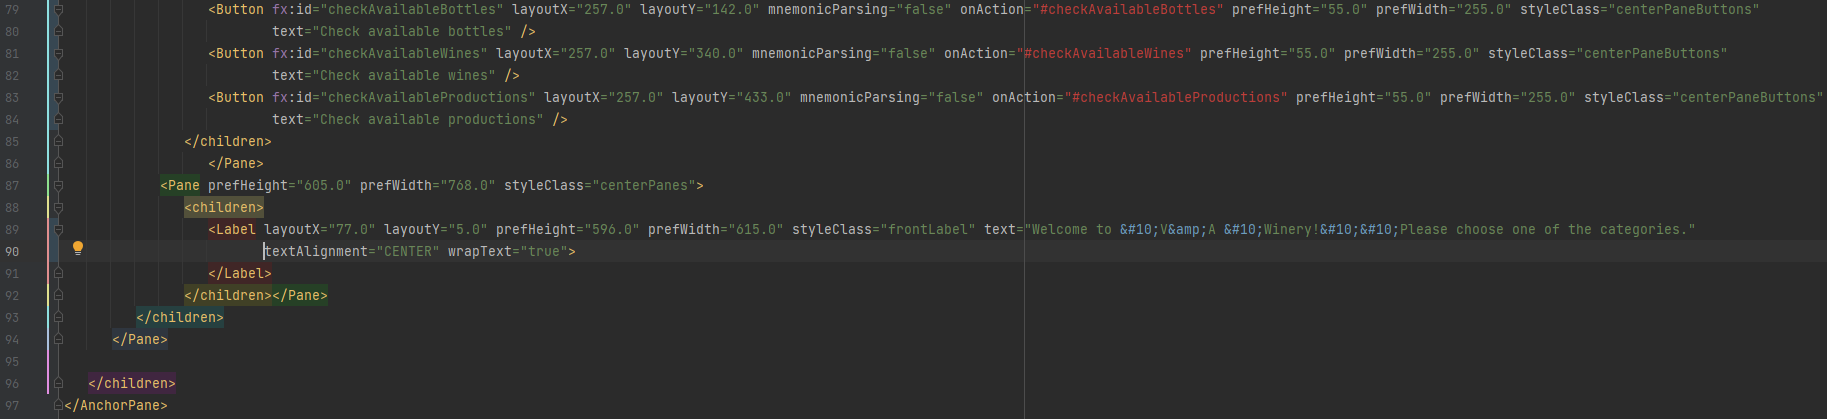 79 <Button fx:id="checkAvailableBottles" layoutX="257.0" layoutY="142.0" mnemonicParsing="false" onAction="#checkAvailableBottles" prefHeight="55.0" prefWidth="255.0" styleClass="centerPaneButtons"
80 text="Check available bottles" />
81 <Button fx:id="checkAvailableWines" layoutX="257.0" layoutY="340.0" mnemonicParsing="false" onAction="#checkAvailableWines" prefHeight="55.0" prefWidth="255.0" styleClass="centerPaneButtons"
82 text="Check available wines" />
83 <Button fx:id="checkAvailableProductions" layoutX="257.0" layoutY="433.0" mnemonicParsing="false" onAction="#checkAvailableProductions" prefHeight="55.0" prefWidth="255.0" styleClass="centerPaneButtons"
84 text="Check available productions" />
85 </children>
86 </Pane>
87 <Pane prefHeight="605.0" prefWidth="768.0" styleClass="centerPanes">
88 <children>
89 <Label layoutX="77.0" layoutY="5.0" prefHeight="596.0" prefWidth="615.0" styleClass="frontLabel" text="Welcome to &#10;V&amp;A &#10;Winery!&#10;&#10;Please choose one of the categories."
90 textAlignment="CENTER" wrapText="true">
91 </Label>
92 </children></Pane>
93 </children>
94 </Pane>
95
96 </children>
97 </AnchorPane>